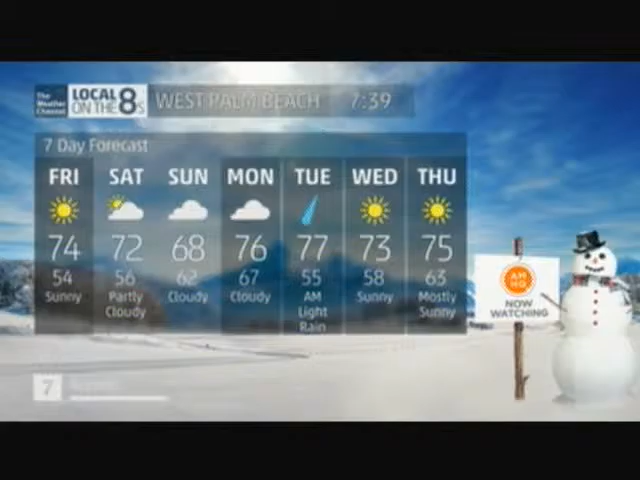 The Weather Channel
LOCAL
ON THE 8s
WEST PALM BEACH 7:39
7 Day Forecast
FRI SAT SUN MON TUE WED THU
74 72 68 76 77 73 75
54 56 62 67 55 58 63
Sunny Partly Cloudy Cloudy Cloudy AM Light Rain Sunny Mostly Sunny
AM
HQ
NOW
WATCHING
7